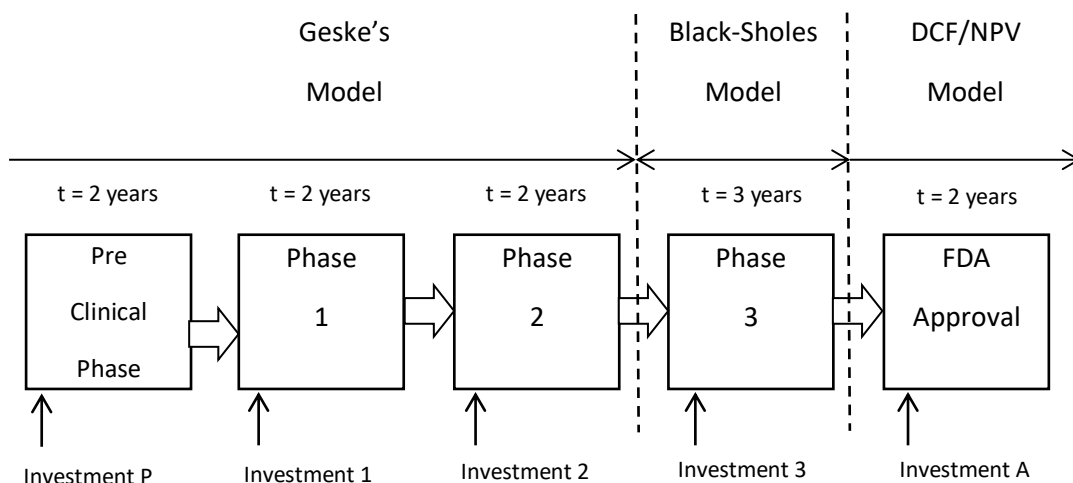 Geske's
Model
Black-Sholes
Model
DCF/NPV
Model
t = 2 years
t = 2 years
t = 2 years
t = 3 years
t = 2 years
Pre
Clinical
Phase
Phase
1
Phase
2
Phase
3
FDA
Approval
Investment P
Investment 1
Investment 2
Investment 3
Investment A